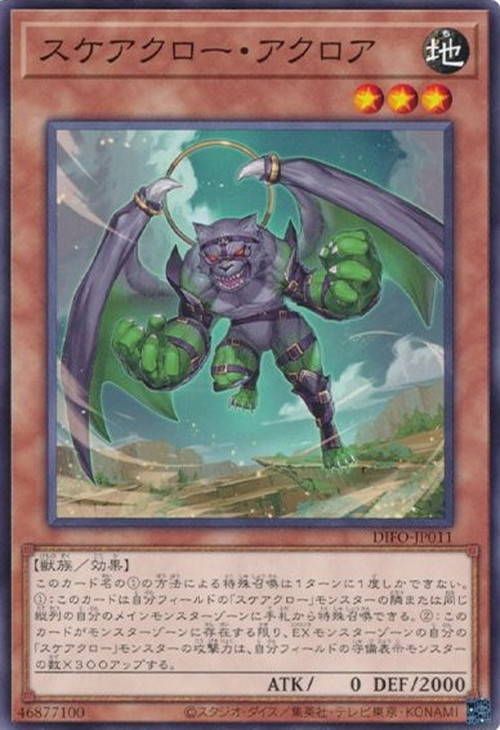 スケアクロー・アクロア
地
DIFO-JP011
【獣族／効果】
このカード名の①の方法による特殊召喚は1ターンに1度しかできない。
①：このカードは自分フィールドの「スケアクロー」モンスターの隣または同じ
縦列の自分のメインモンスターゾーンに手札から特殊召喚できる。②：この
カードがモンスターゾーンに存在する限り、EXモンスターゾーンの自分の
「スケアクロー」モンスターの攻撃力は、自分フィールドの守備表示モンスター
の数×300アップする。
ATK/ 0 DEF/2000
46877100 ©スタジオ・ダイス／集英社・テレビ東京・KONAMI